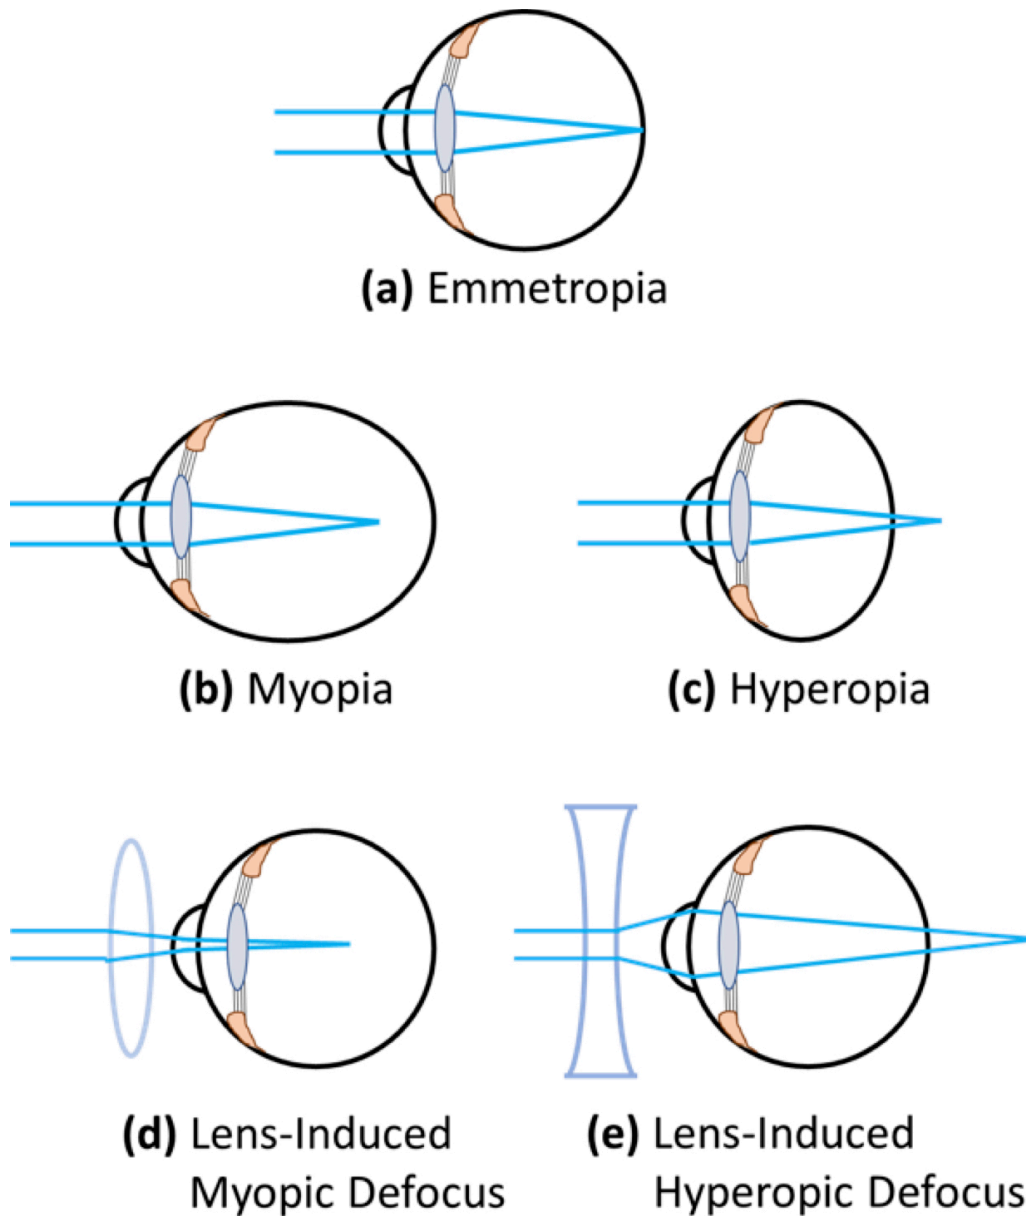 (a) Emmetropia
(b) Myopia
(c) Hyperopia
(d) Lens-Induced
Myopic Defocus
(e) Lens-Induced
Hyperopic Defocus